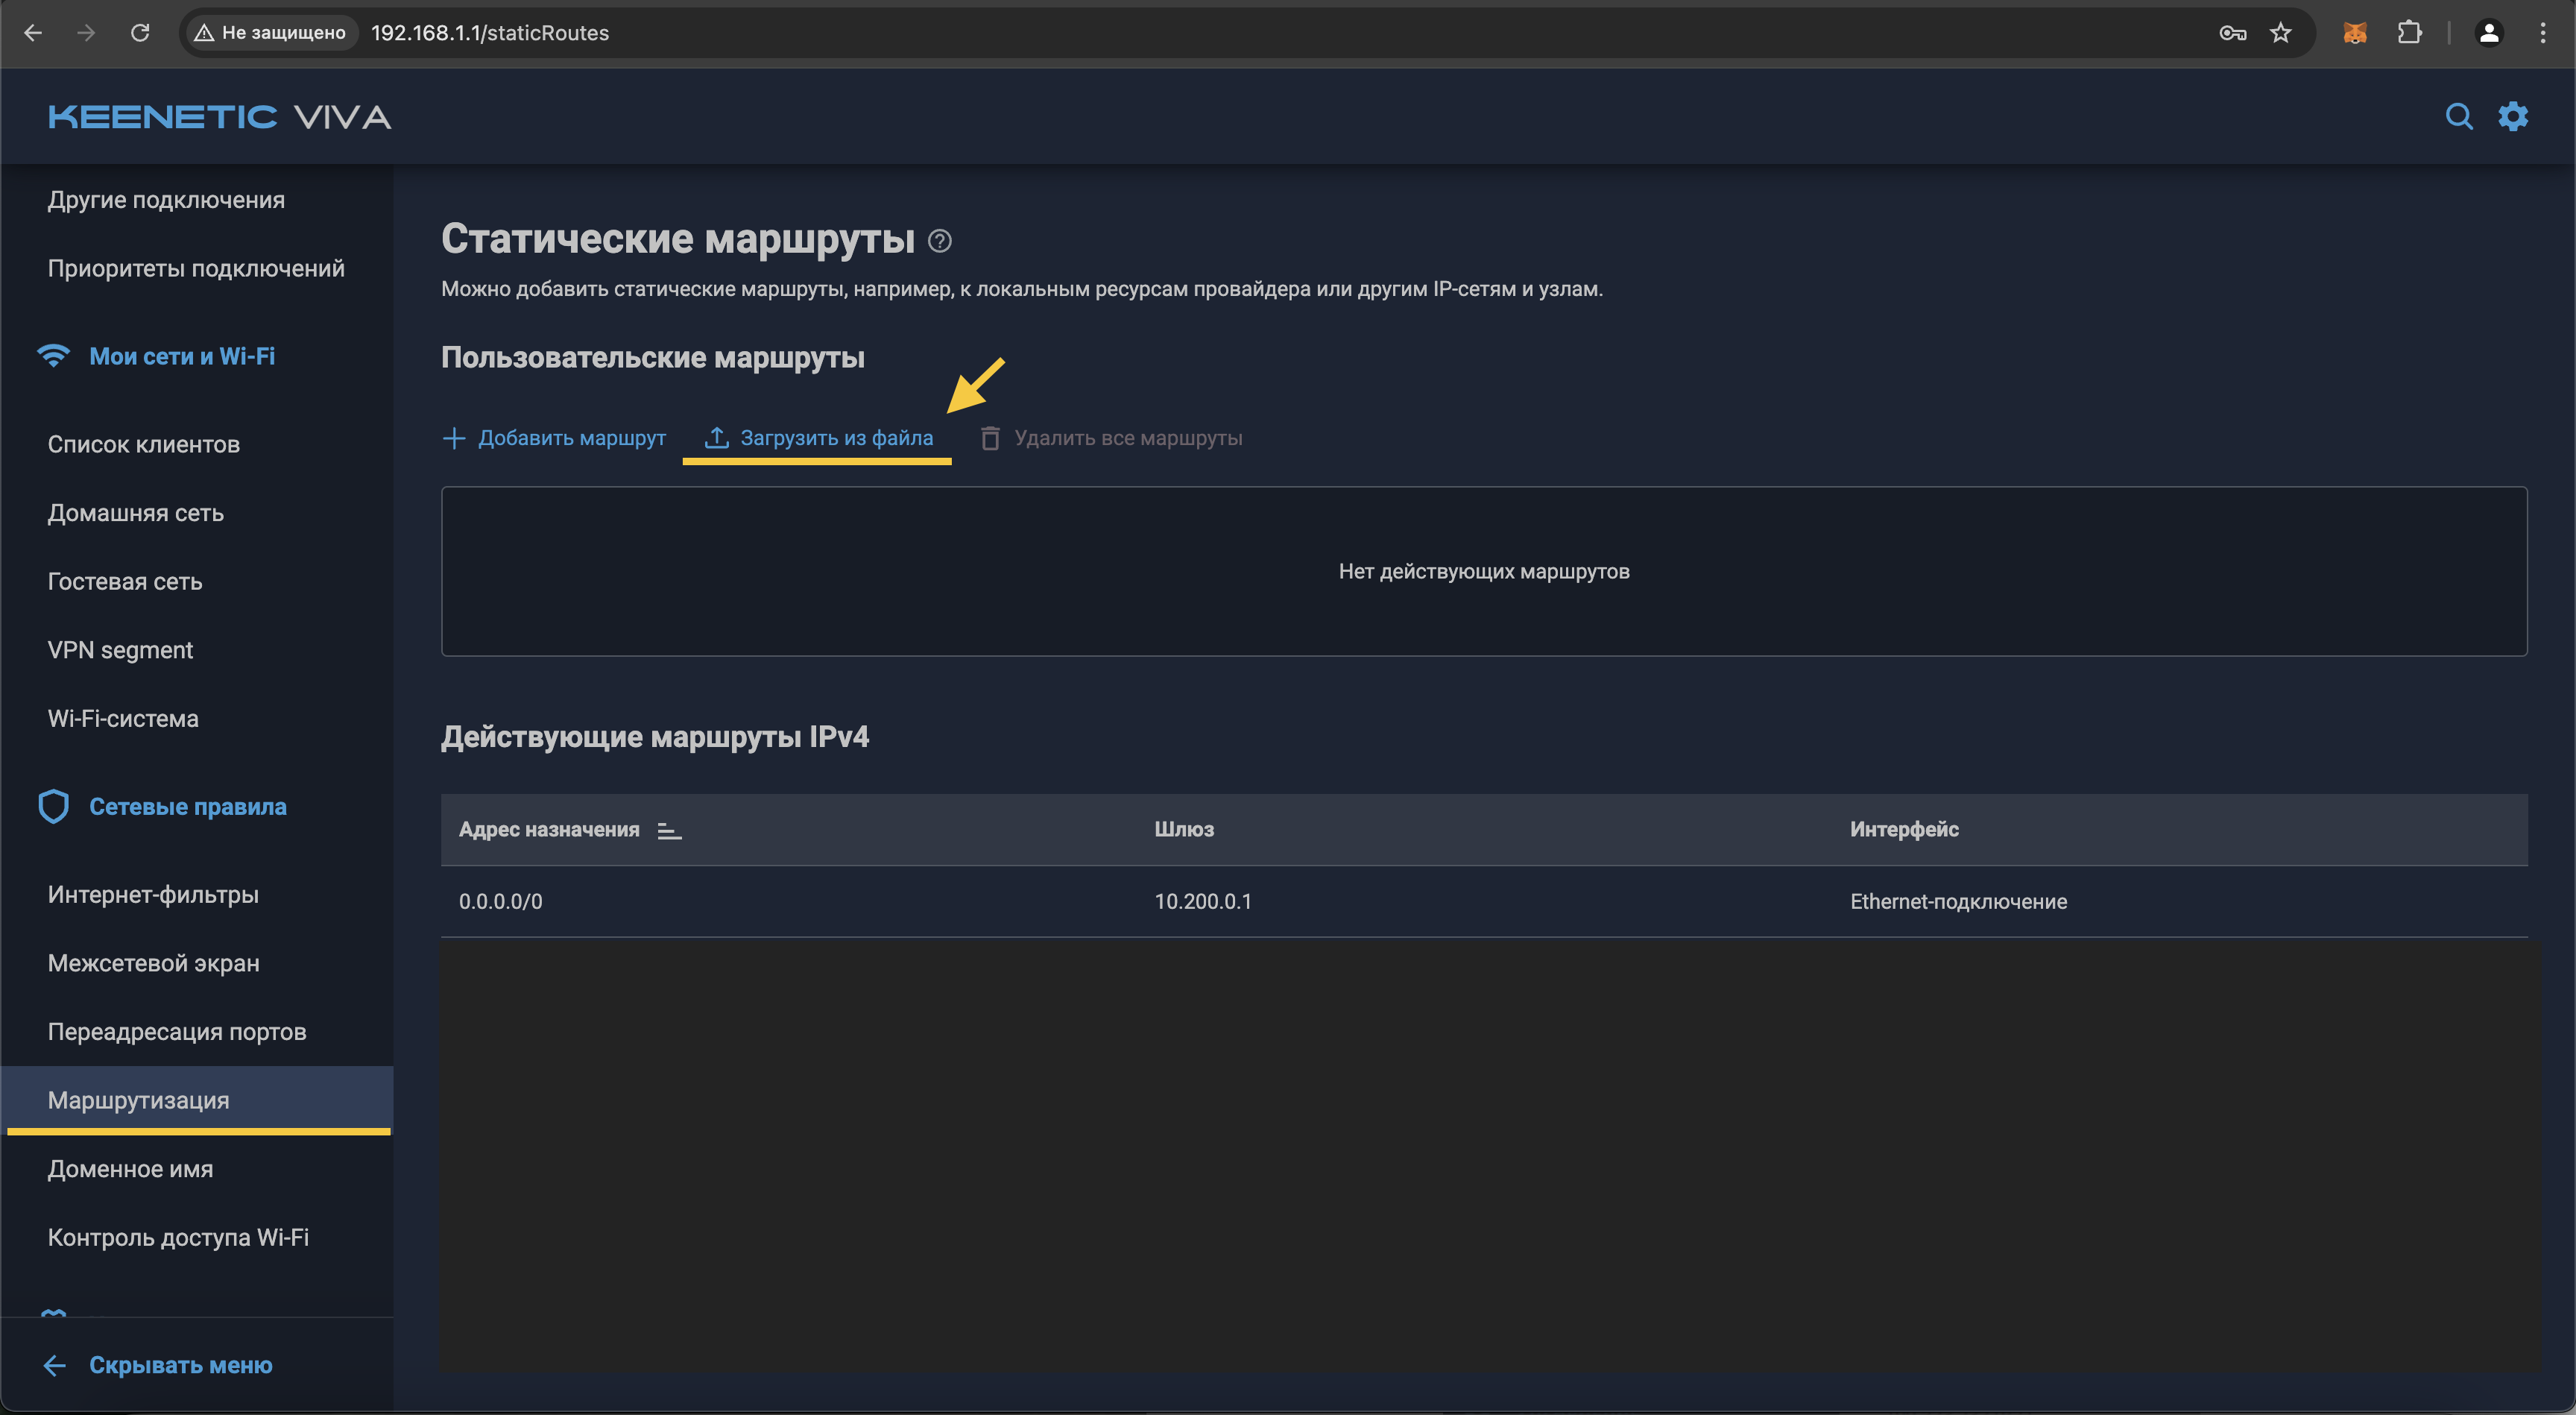 Не защищено 192.168.1.1/staticRoutes
KEENETIC VIVA
Другие подключения
Приоритеты подключений
Мои сети и Wi-Fi
Список клиентов
Домашняя сеть
Гостевая сеть
VPN segment
Wi-Fi-система
Сетевые правила
Интернет-фильтры
Межсетевой экран
Переадресация портов
Маршрутизация
Доменное имя
Контроль доступа Wi-Fi
Скрывать меню
Статические маршруты
Можно добавить статические маршруты, например, к локальным ресурсам провайдера или другим IP-сетям и узлам.
Пользовательские маршруты
Добавить маршрут Загрузить из файла Удалить все маршруты
Нет действующих маршрутов
Действующие маршруты IPv4
Адрес назначения Шлюз Интерфейс
0.0.0.0/0 10.200.0.1 Ethernet-подключение